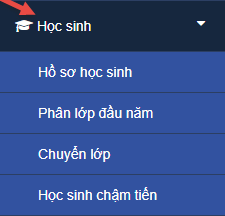 Học sinh
Hồ sơ học sinh
Phân lớp đầu năm
Chuyển lớp
Học sinh chậm tiến